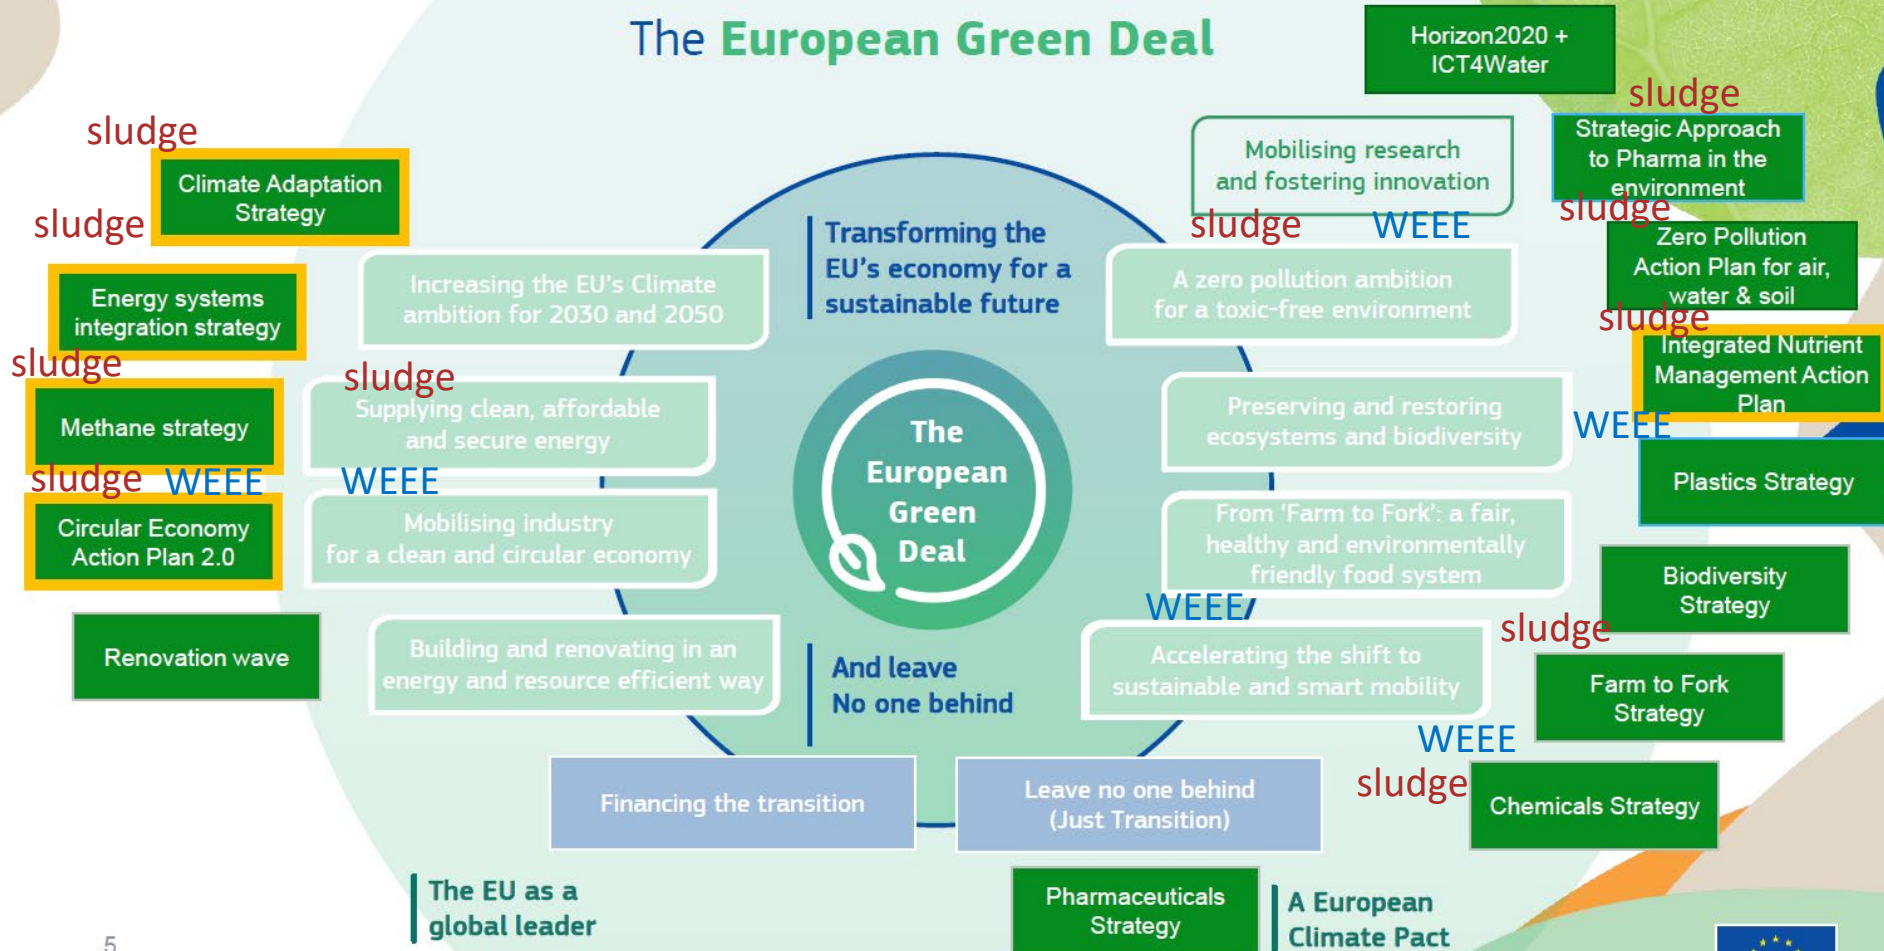 The European Green Deal
Horizon2020 +
ICT4Water
sludge
Strategic Approach
to Pharma in the
environment
Mobilising research
and fostering innovation
sludge
Climate Adaptation
Strategy
sludge
Energy systems
integration strategy
Increasing the EU's Climate
ambition for 2030 and 2050
Transforming the
EU's economy for a
sustainable future
sludge WEEE
A zero pollution ambition
for a toxic-free environment
sludge
Zero Pollution
Action Plan for air,
water & soil
sludge
Integrated Nutrient
Management Action
Plan
sludge
Methane strategy
sludge
Supplying clean, affordable
and secure energy
The
European
Green
Deal
Preserving and restoring
ecosystems and biodiversity
WEEE
Plastics Strategy
sludge WEEE
Circular Economy
Action Plan 2.0
WEEE
Mobilising industry
for a clean and circular economy
From ‘Farm to Fork’: a fair,
healthy and environmentally
friendly food system
Biodiversity
Strategy
Renovation wave
Building and renovating in an
energy and resource efficient way
And leave
No one behind
WEEE
Accelerating the shift to
sustainable and smart mobility
sludge
Farm to Fork
Strategy
WEEE
sludge
Chemicals Strategy
Financing the transition
Leave no one behind
(Just Transition)
The EU as a
global leader
Pharmaceuticals
Strategy
A European
Climate Pact
5